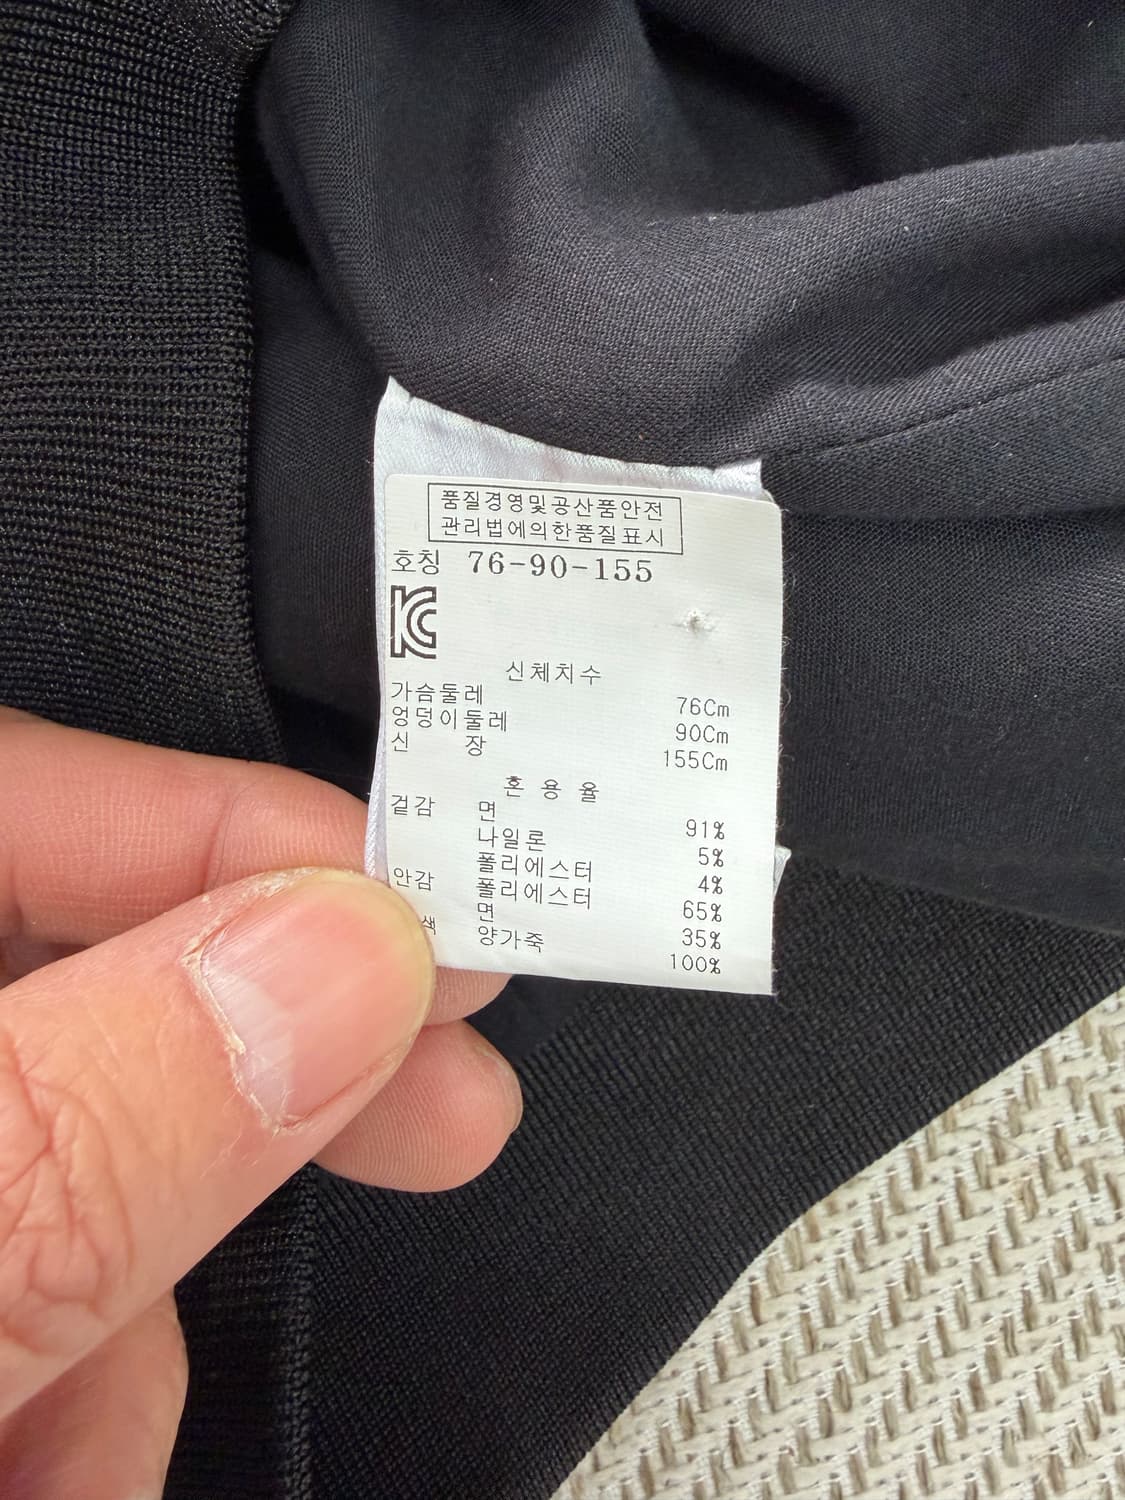 품질경영및공산품안전
관리법에의한품질표시
호칭 76-90-155
신체치수
가슴둘레 76Cm
엉덩이둘레 90Cm
신 장 155Cm
혼 용 율
겉감 면 91%
나일론 5%
폴리에스터 4%
안감 폴리에스터 65%
면 35%
색 양가죽 100%